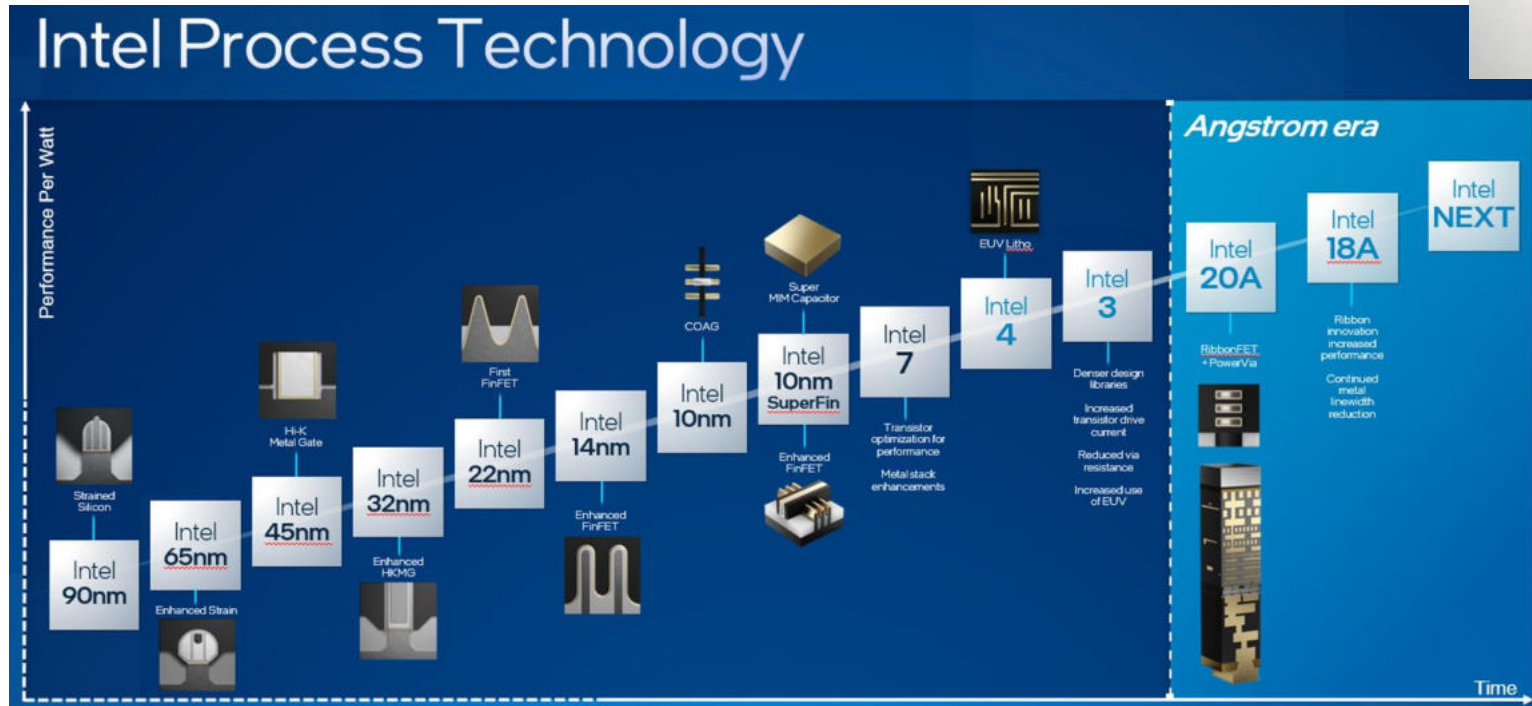 Intel Process Technology
Performance Per Watt
Angstrom era
Strained
Silicon
Intel
90nm
Intel
65nm
Enhanced Strain
Hi-K
Metal Gate
Intel
45nm
Intel
32nm
Enhanced
HKMG
First
FinFET
Intel
22nm
Intel
14nm
Enhanced
FinFET
COAG
Intel
10nm
Super
MIM Capacitor
Intel
10nm
SuperFin
Enhanced
FinFET
Intel
7
Transistor
optimization for
performance
Metal stack
enhancements
EUV Litho
Intel
4
Intel
3
Denser design
libraries
Increased
transistor drive
current
Reduced via
resistance
Increased use
of EUV
Intel
20A
RibbonFET
+ PowerVia
Intel
18A
Ribbon
innovation
increased
performance
Continued
metal
linewidth
reduction
Intel
NEXT
Time